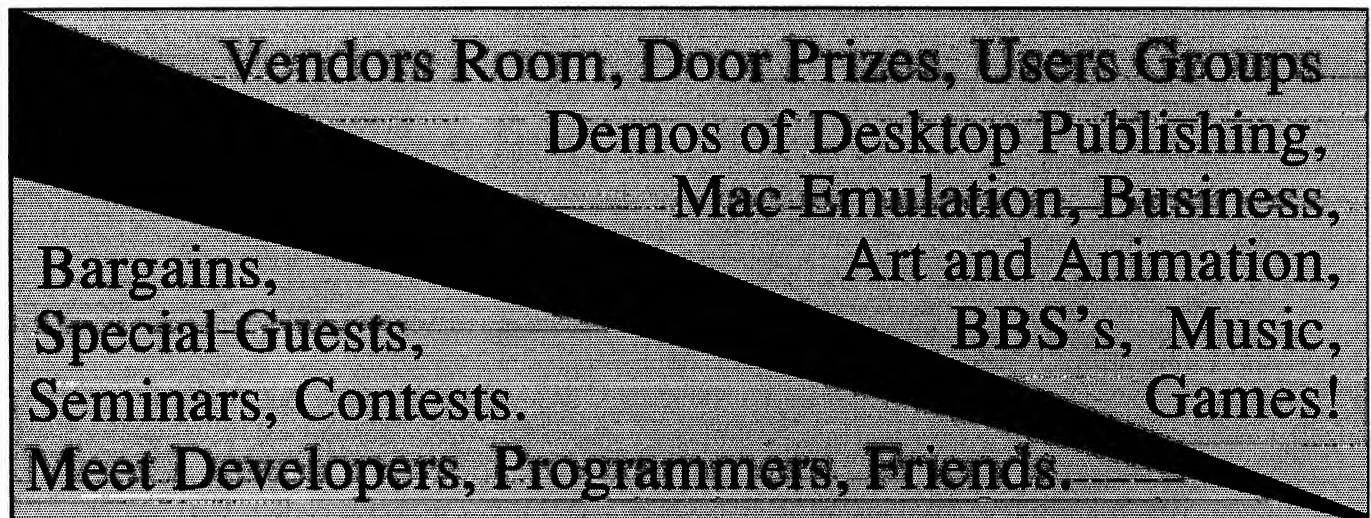 Vendors Room, Door Prizes, Users Groups
Demos of Desktop Publishing,
Mac Emulation, Business,
Art and Animation,
BBS's, Music,
Games!
Bargains,
Special Guests,
Seminars, Contests.
Meet Developers, Programmers, Friends.